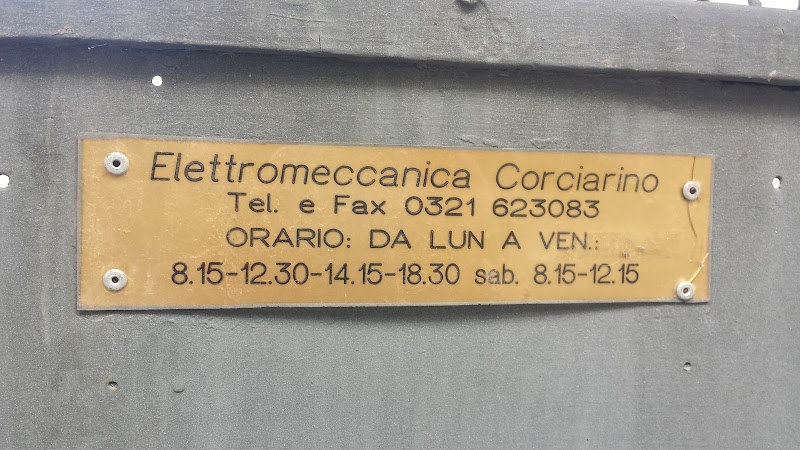 Elettromeccanica Corciarino
Tel. e Fax 0321 623083
ORARIO: DA LUN A VEN.:
8.15-12.30-14.15-18.30 sab. 8.15-12.15